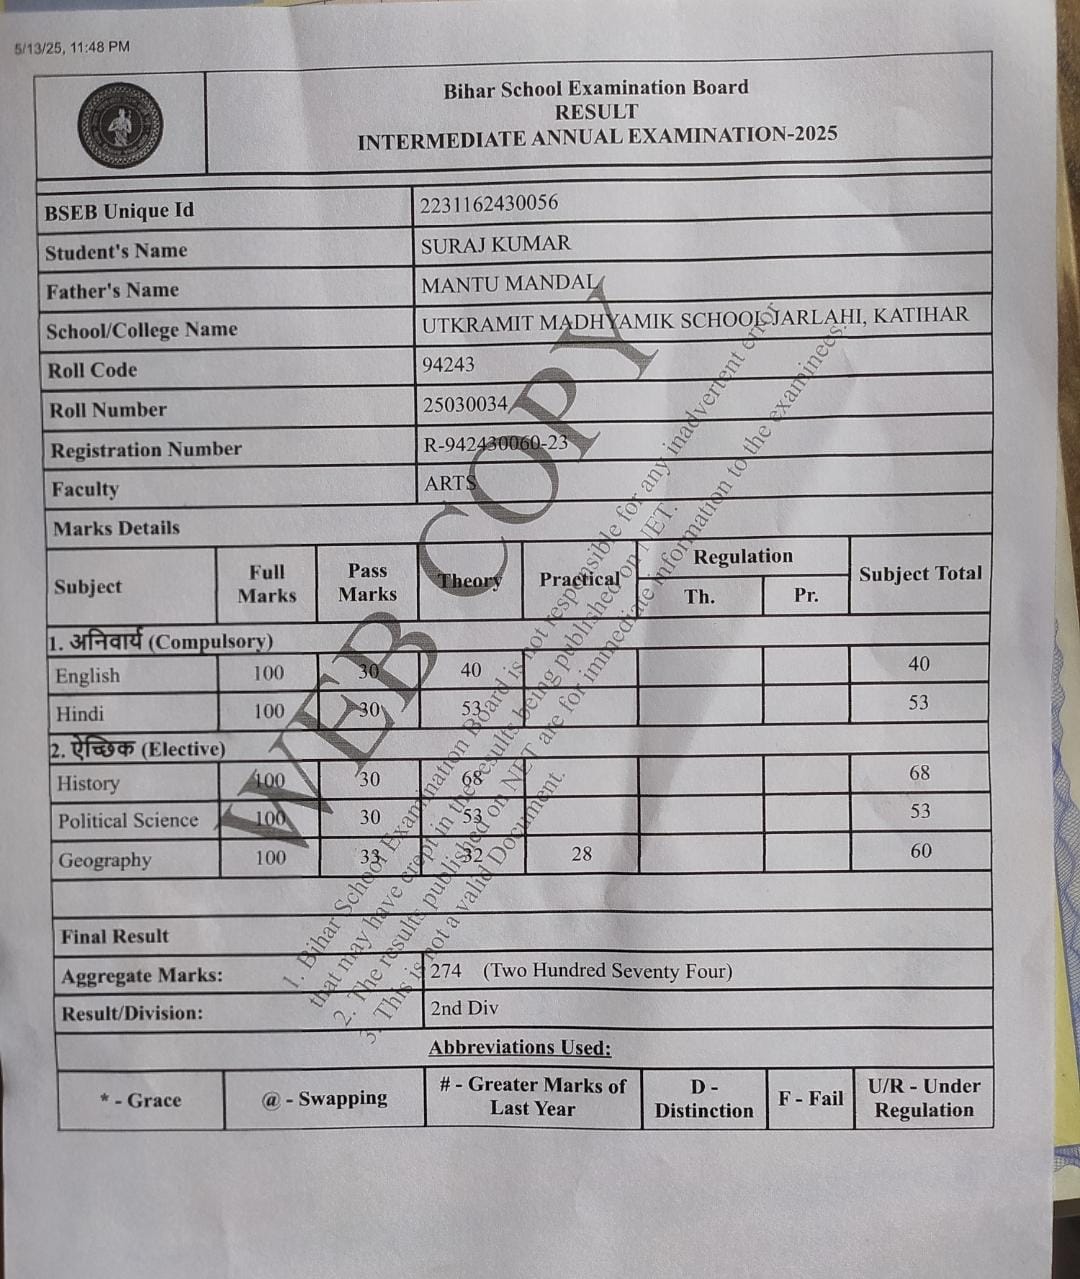 5/13/25, 11:48 PM
Bihar School Examination Board
RESULT
INTERMEDIATE ANNUAL EXAMINATION-2025
BSEB Unique Id 2231162430056
Student's Name SURAJ KUMAR
Father's Name MANTU MANDAL
School/College Name UTKRAMIT MADHYAMIK SCHOOL JARLAHI, KATIHAR
Roll Code 94243
Roll Number 25030034
Registration Number R-942430060-23
Faculty ARTS
Marks Details
Subject Full Marks Pass Marks Theory Practical Regulation Th. Pr. Subject Total
1. अनिवार्य (Compulsory)
English 100 30 40 40
Hindi 100 30 53 53
2. ऐच्छिक (Elective)
History 100 30 68 68
Political Science 100 30 53 53
Geography 100 33 32 28 60
Final Result
Aggregate Marks: 274 (Two Hundred Seventy Four)
Result/Division: 2nd Div
Abbreviations Used:
* - Grace @ - Swapping # - Greater Marks of Last Year D - Distinction F - Fail U/R - Under Regulation
WEB COPY
1. Bihar School Examination Board is not responsible for any inadvertent error
that may have crept in the results being published on NET.
2. The results published on NET are for immediate information to the examinees.
3. This is not a valid Document.